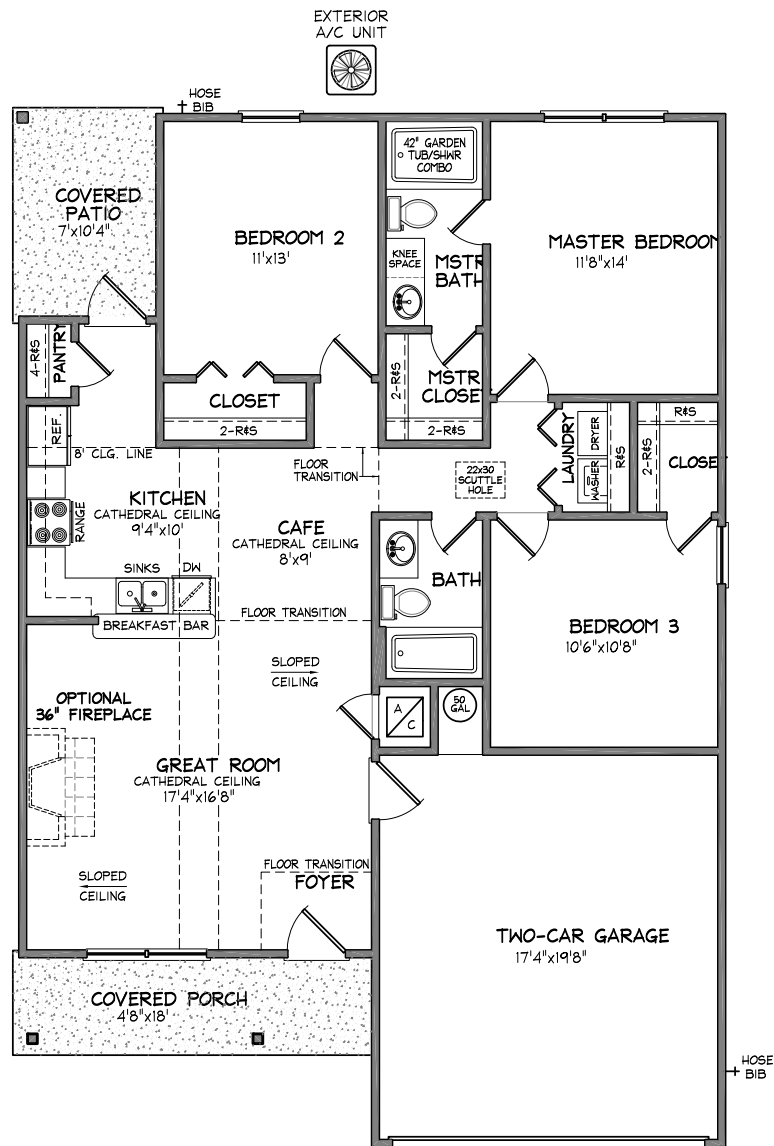 EXTERIOR
A/C UNIT
HOSE
BIB
COVERED
PATIO
7'x10'4"
BEDROOM 2
11'x13'
42" GARDEN
TUB/SHWR
COMBO
KNEE
SPACE
MSTR
BATH
MASTER BEDROOM
11'8"x14'
4-R&S
PANTRY
CLOSET
2-R&S
2-R&S
MSTR
CLOSE
2-R&S
REF.
8' CLG. LINE
FLOOR
TRANSITION
22x30
SCUTTLE
HOLE
LAUNDRY
DRYER
WASHER
R&S
R&S
2-R&S
CLOSE
KITCHEN
CATHEDRAL CEILING
9'4"x10'
RANGE
CAFE
CATHEDRAL CEILING
8'x9'
SINKS
DW
BREAKFAST BAR
FLOOR TRANSITION
BATH
BEDROOM 3
10'6"x10'8"
SLOPED
CEILING
OPTIONAL
36" FIREPLACE
A/C
50
GAL
GREAT ROOM
CATHEDRAL CEILING
17'4"x16'8"
SLOPED
CEILING
FLOOR TRANSITION
FOYER
TWO-CAR GARAGE
17'4"x19'8"
COVERED PORCH
4'8"x18'
HOSE
BIB